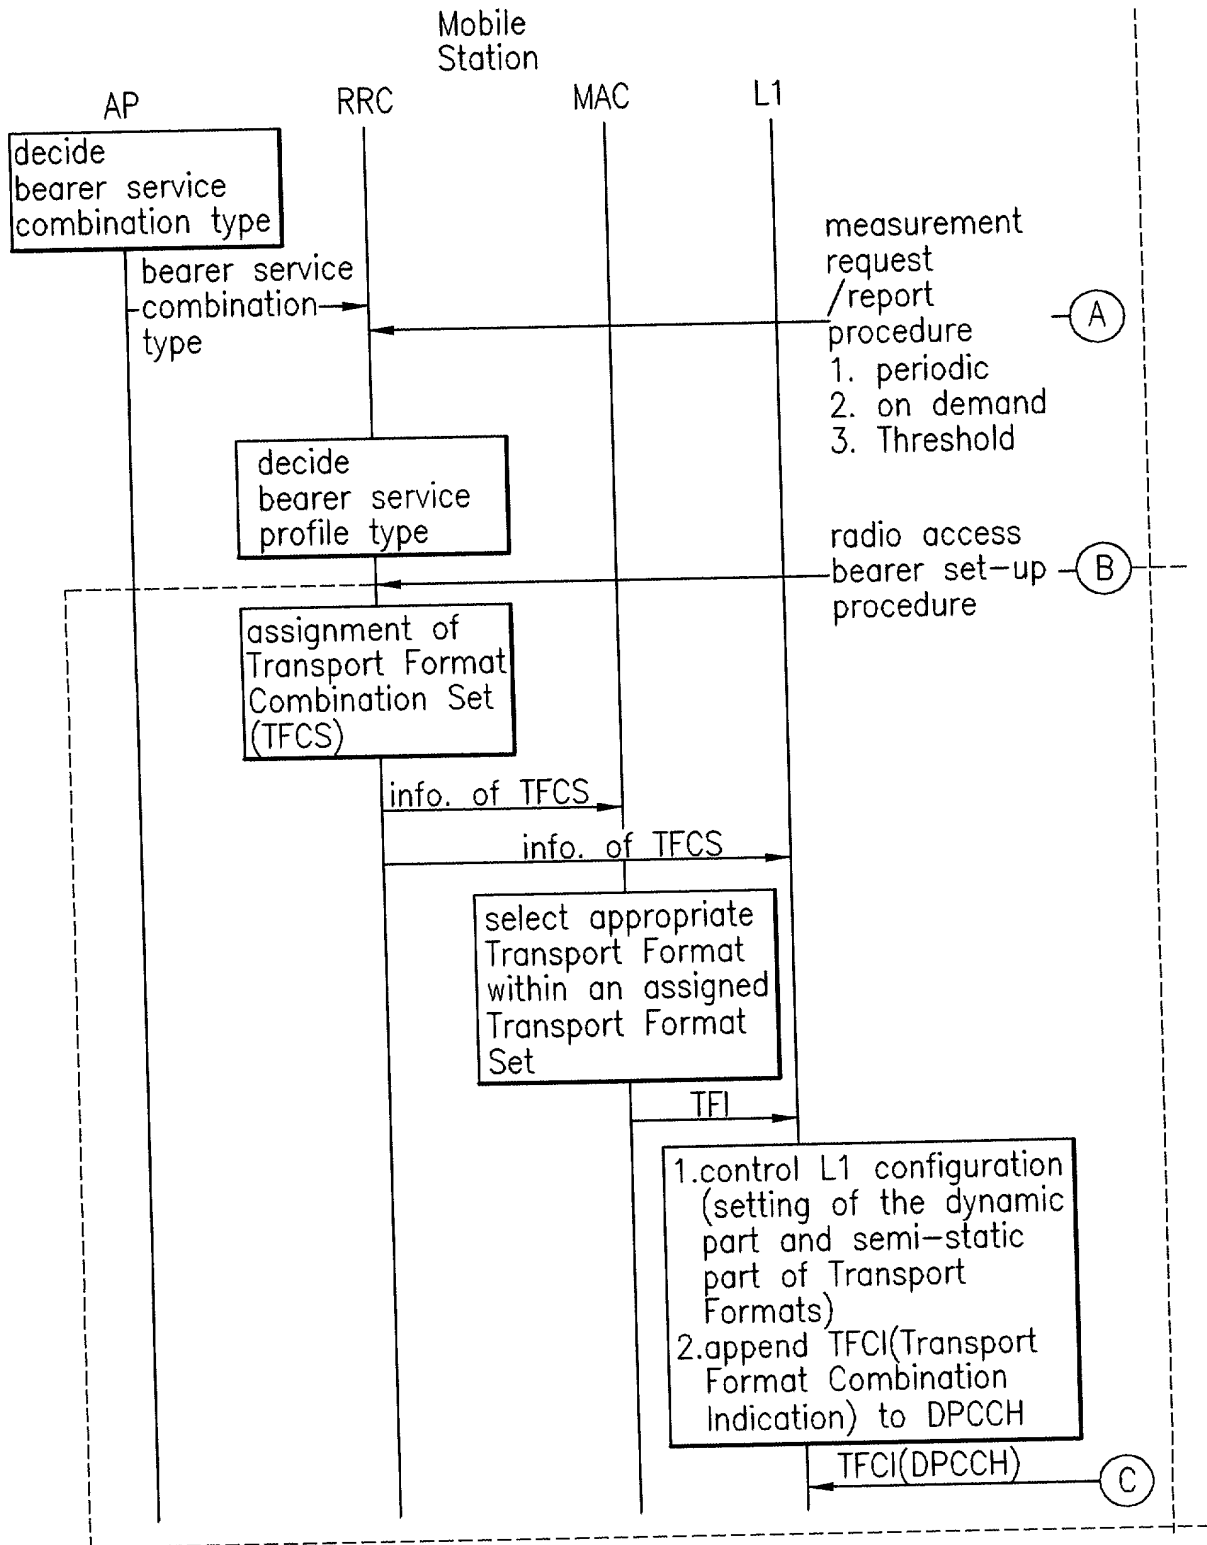 Mobile
Station
AP
RRC
MAC
L1
decide
bearer service
combination type
bearer service
combination
type
measurement
request
/report
procedure
1. periodic
2. on demand
3. Threshold
A
decide
bearer service
profile type
radio access
bearer set-up
procedure
B
assignment of
Transport Format
Combination Set
(TFCS)
info. of TFCS
info. of TFCS
select appropriate
Transport Format
within an assigned
Transport Format
Set
TFI
1.control L1 configuration
(setting of the dynamic
part and semi-static
part of Transport
Formats)
2.append TFCI(Transport
Format Combination
Indication) to DPCCH
TFCI(DPCCH)
C